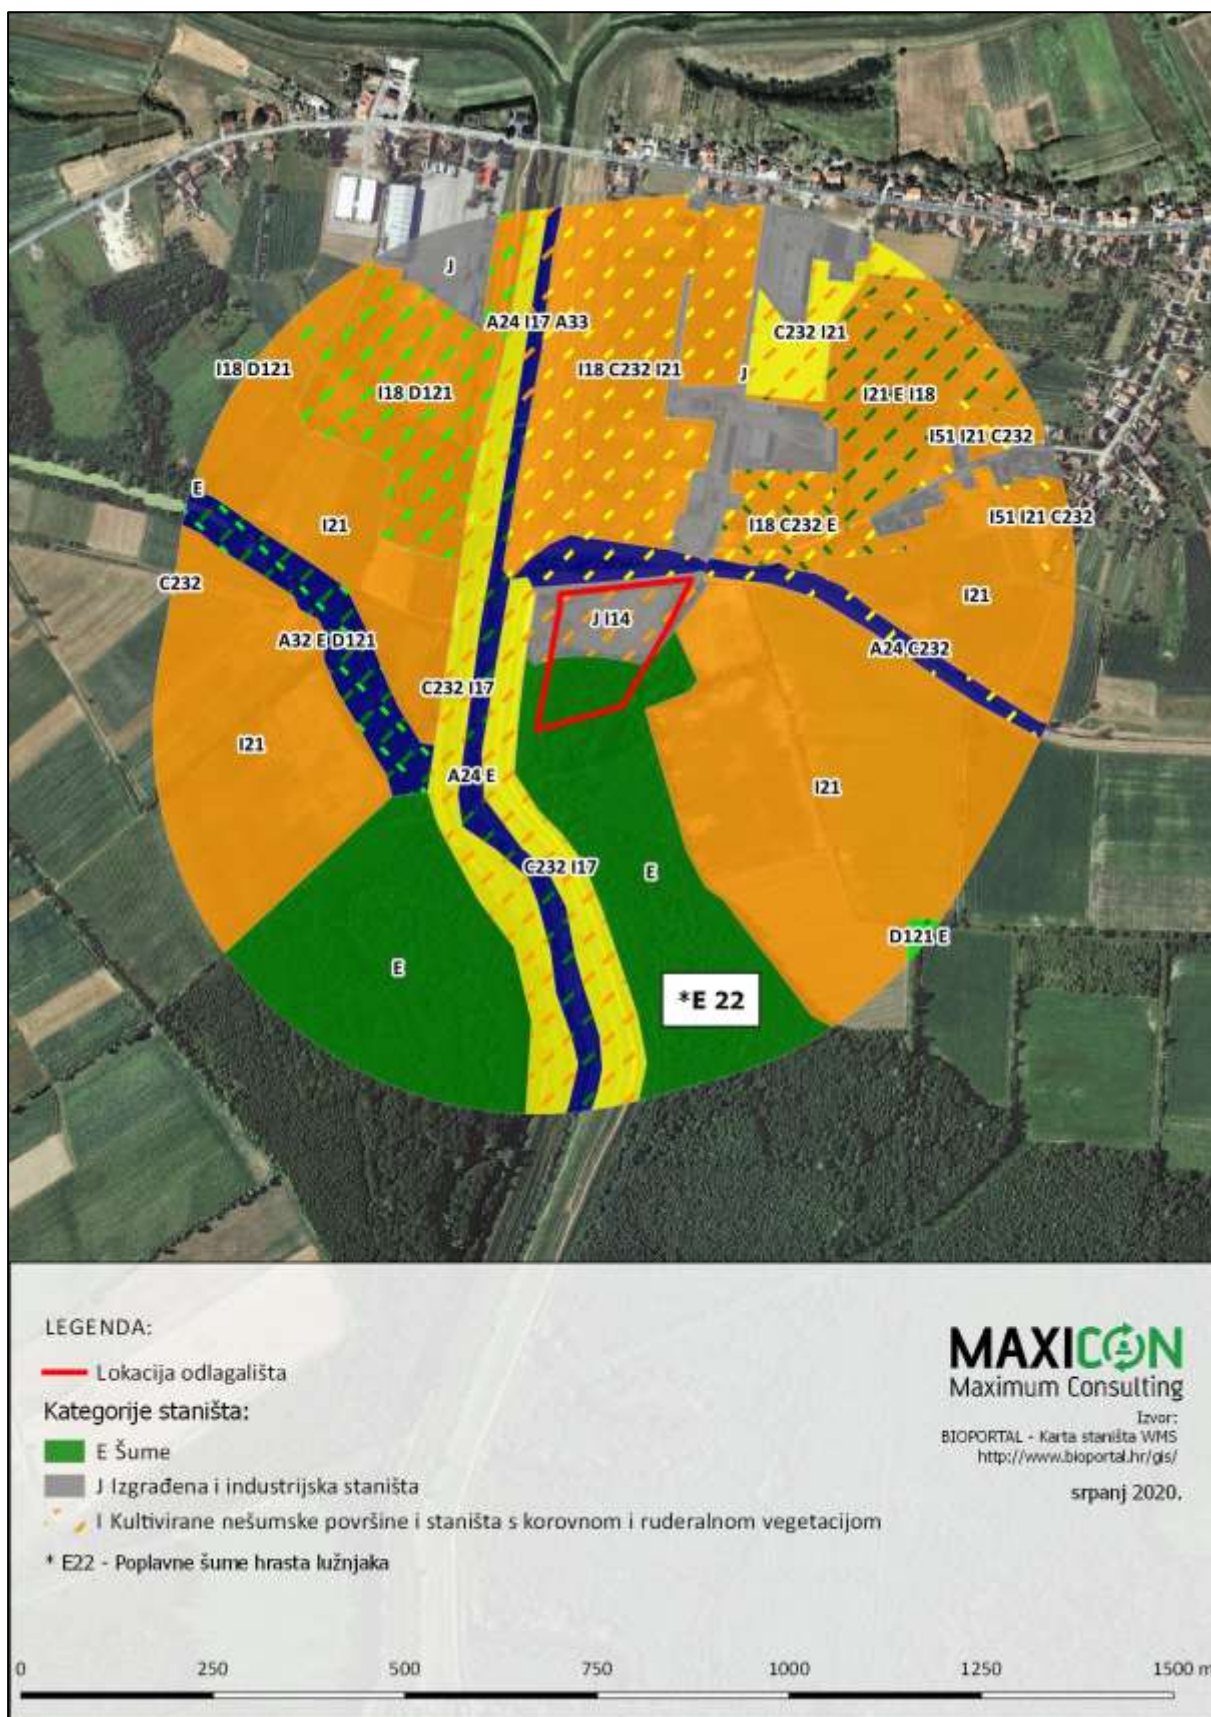 J
A24 I17 A33
C232 I21
I18 D121
I18 C232 I21
J
I18 D121
I21 E I18
I51 I21 C232
E
I21
I18 C232 E
I51 I21 C232
C232
J I14
I21
A32 E D121
A24 C232
C232 I17
I21
A24 E
I21
C232 I17
E
D121 E
E
*E 22
LEGENDA:
Lokacija odlagališta
Kategorije staništa:
E Šume
J Izgrađena i industrijska staništa
I Kultivirane nešumske površine i staništa s korovnom i ruderalnom vegetacijom
* E22 - Poplavne šume hrasta lužnjaka
MAXICON
Maximum Consulting
Izvor:
BIOPORTAL - Karta staništa WMS
http://www.bioportal.hr/gis/
srpanj 2020.
0 250 500 750 1000 1250 1500 m